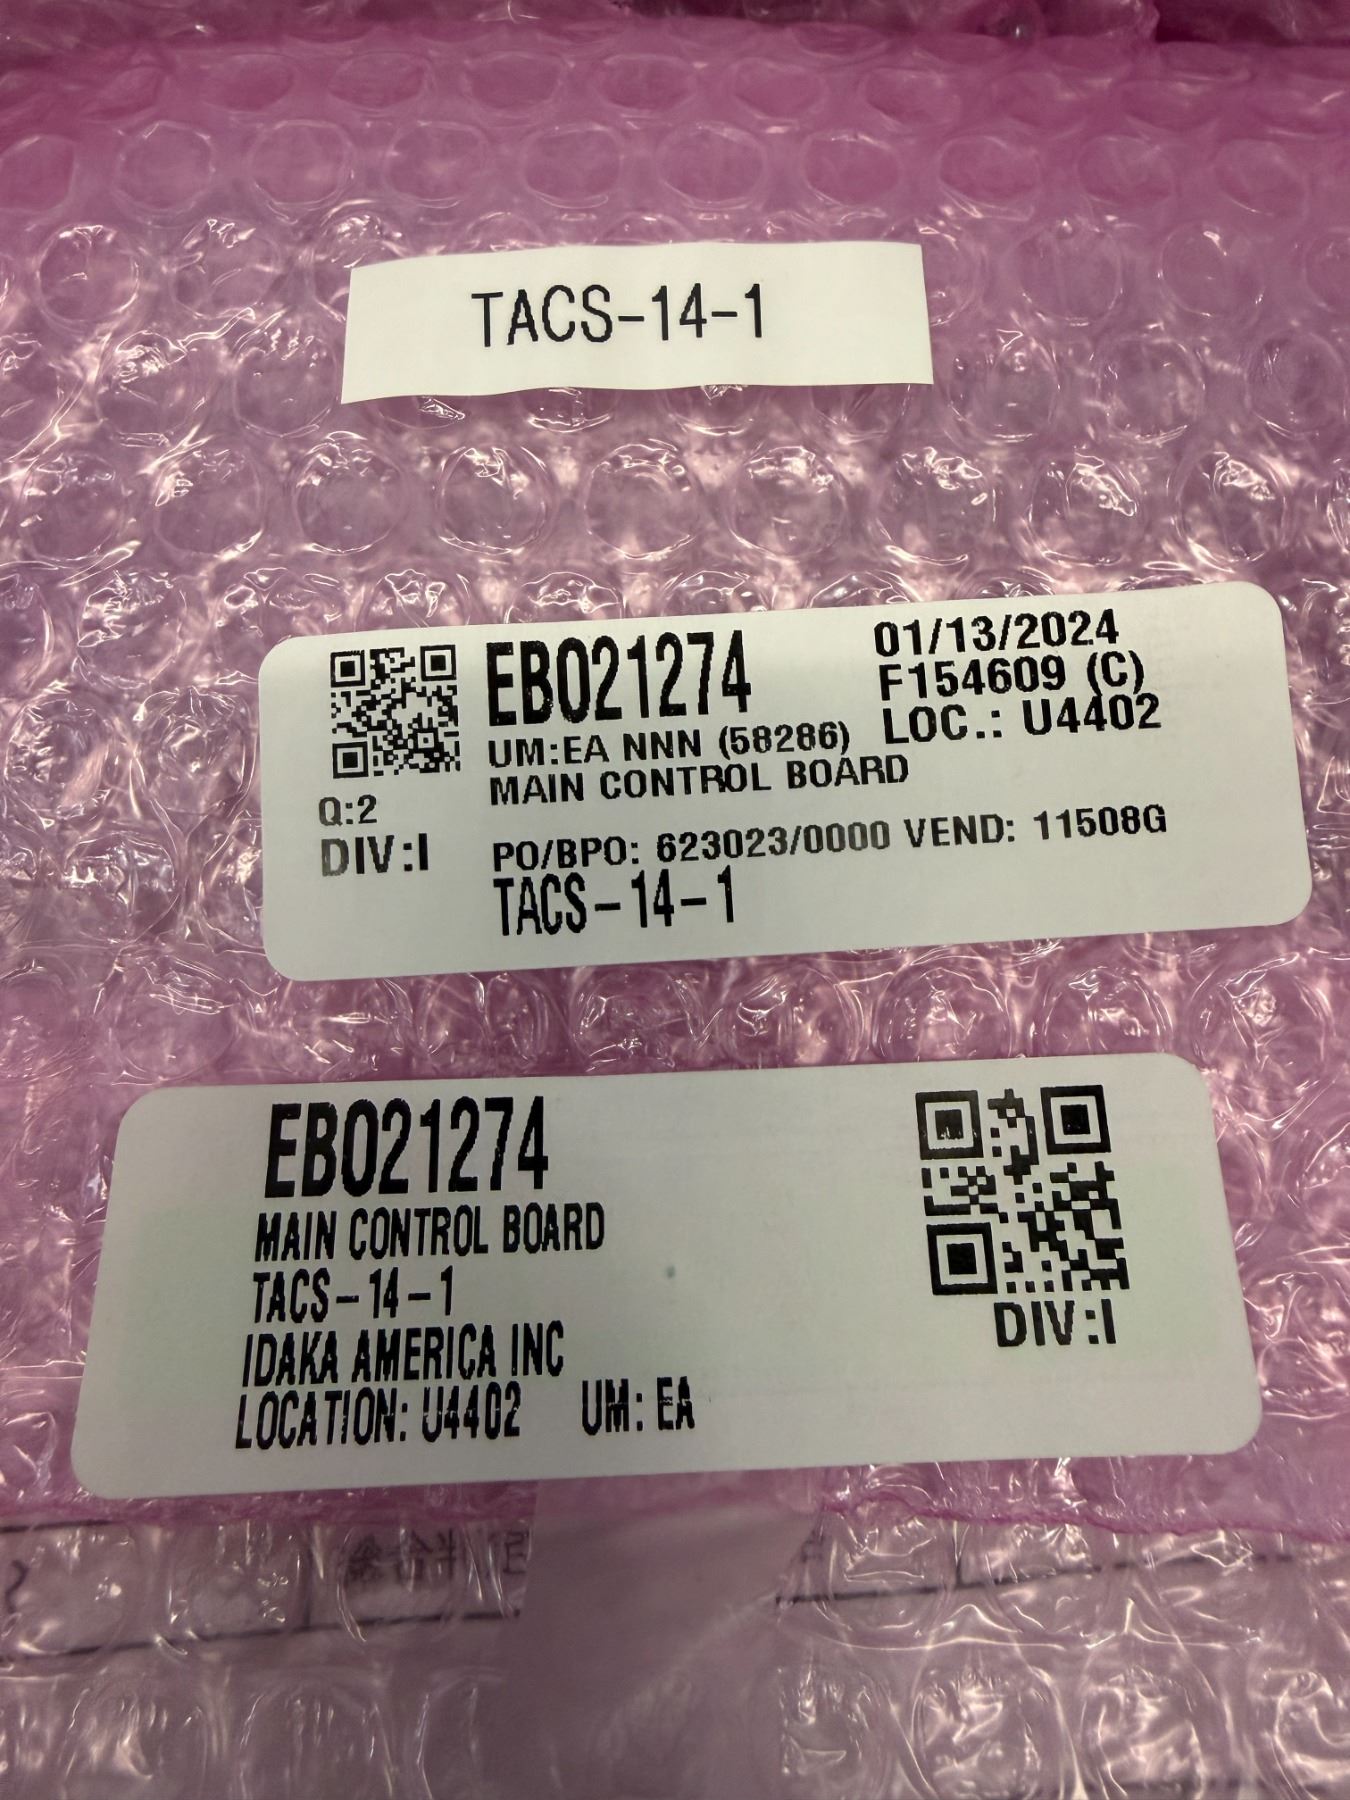 TACS-14-1
EB021274
01/13/2024
F154609 (C)
LOC.: U4402
UM:EA NNN (58286)
MAIN CONTROL BOARD
Q:2
DIV:I
PO/BPO: 623023/0000 VEND: 11508G
TACS-14-1
EB021274
MAIN CONTROL BOARD
TACS-14-1
IDAKA AMERICA INC
LOCATION: U4402 UM: EA
DIV:I